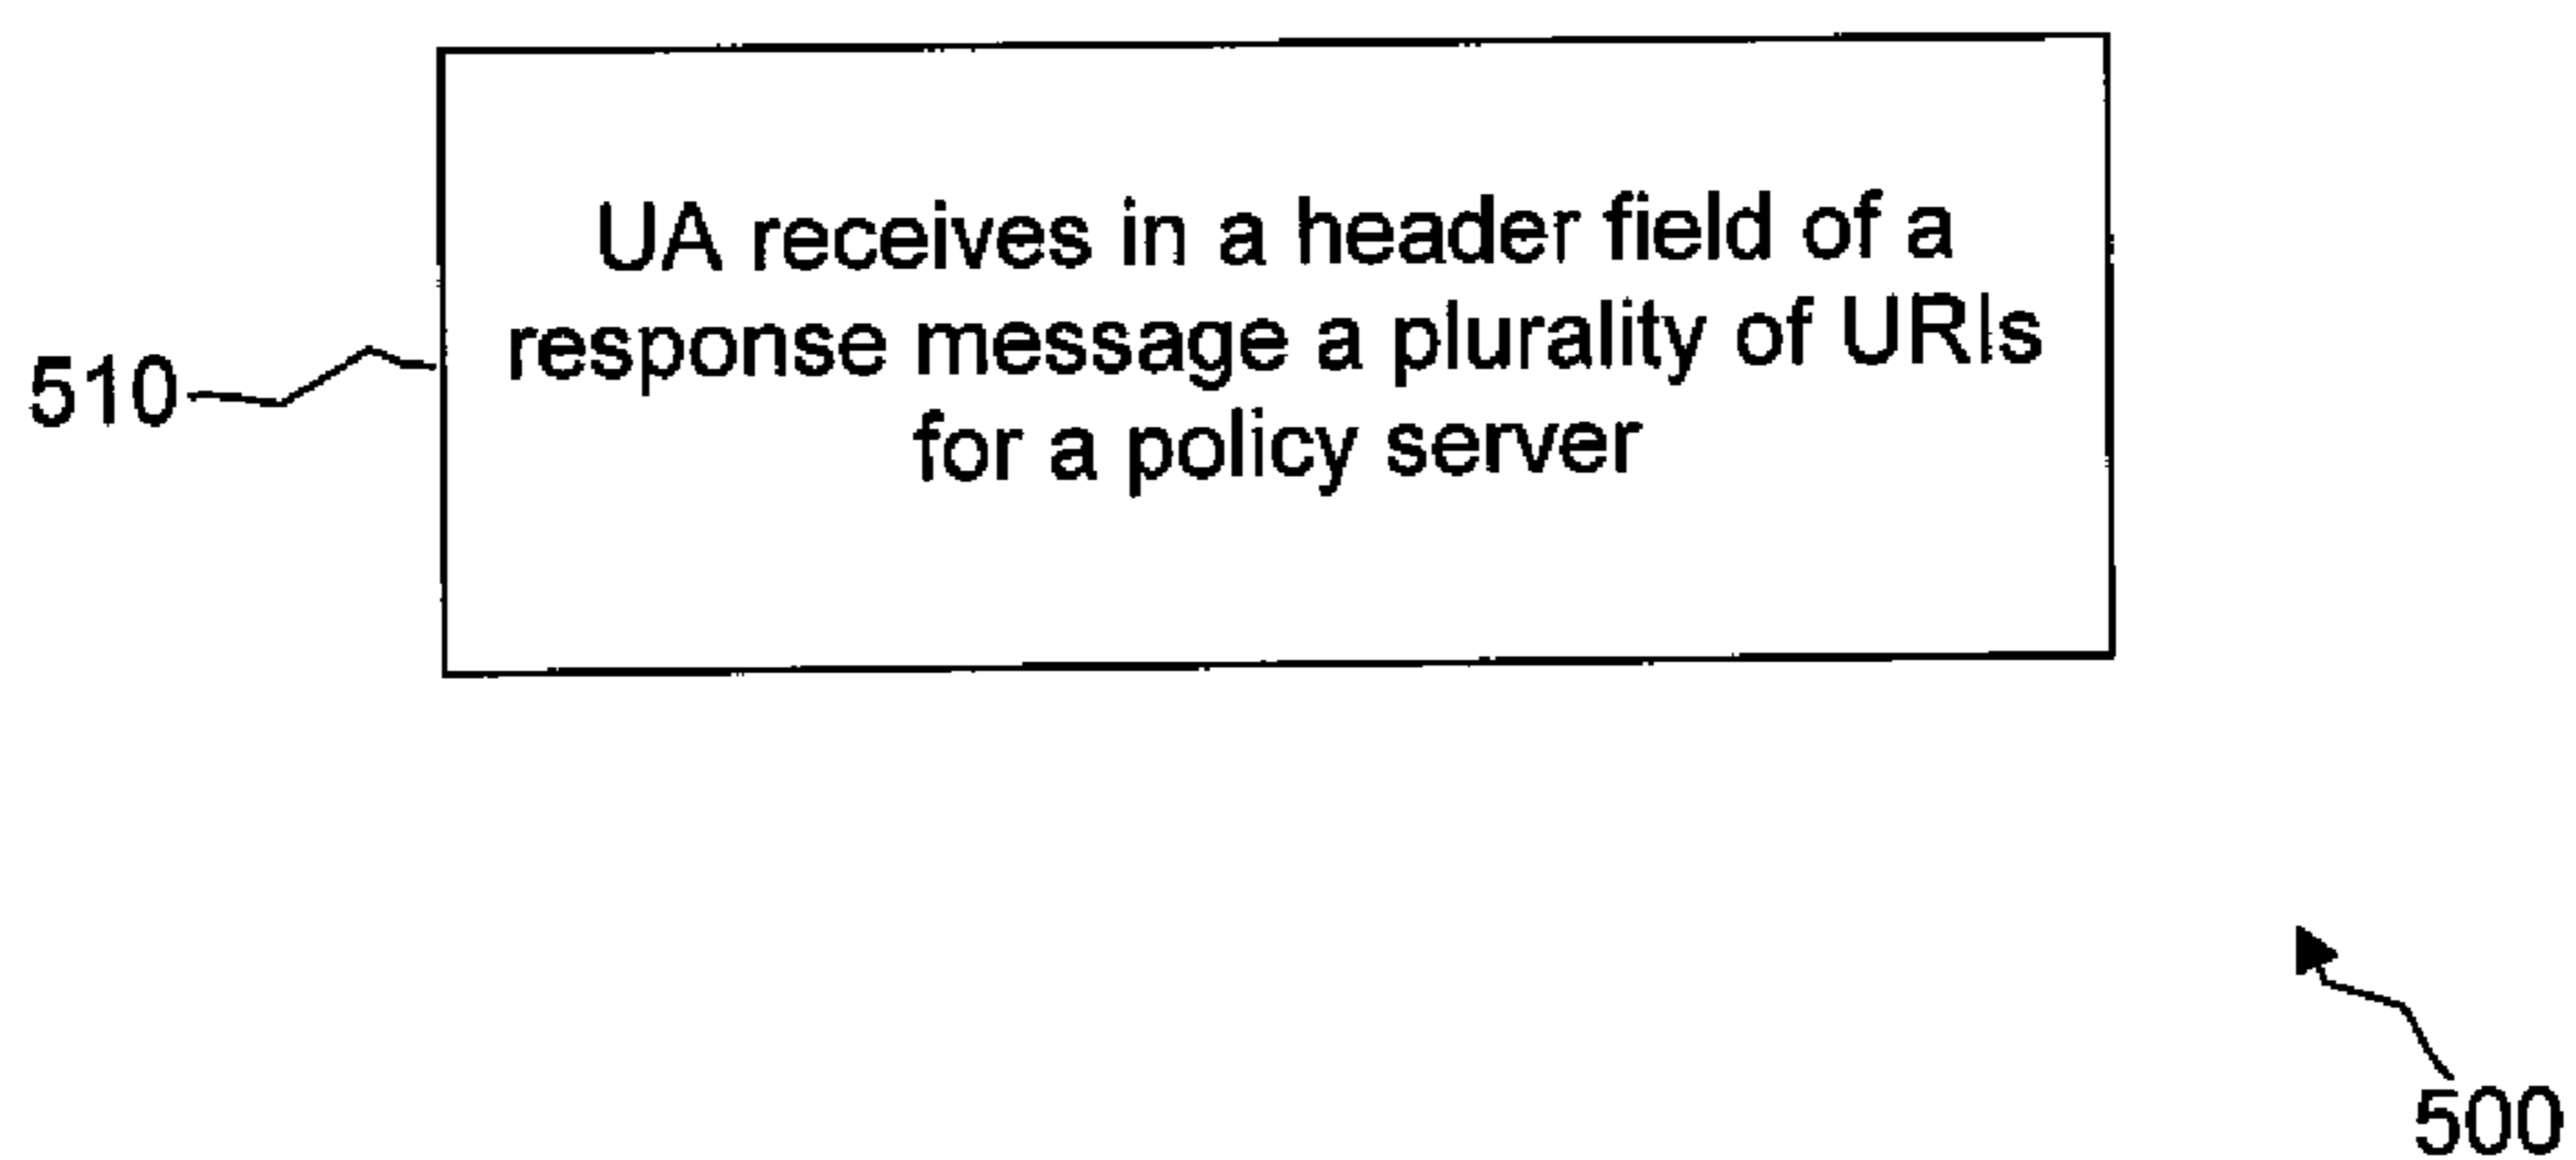 UA receives in a header field of a
response message a plurality of URIs
for a policy server
510
500